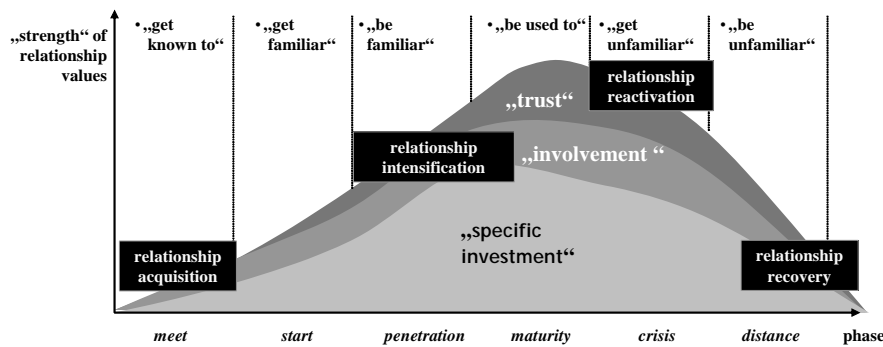 „strength“ of
relationship
values
• „get
known to“
• „get
familiar“
• „be
familiar“
• „be used to“
• „get
unfamiliar“
• „be
unfamiliar“
relationship
reactivation
„trust“
relationship
intensification
„involvement “
„specific
investment“
relationship
acquisition
relationship
recovery
meet
start
penetration
maturity
crisis
distance
phase